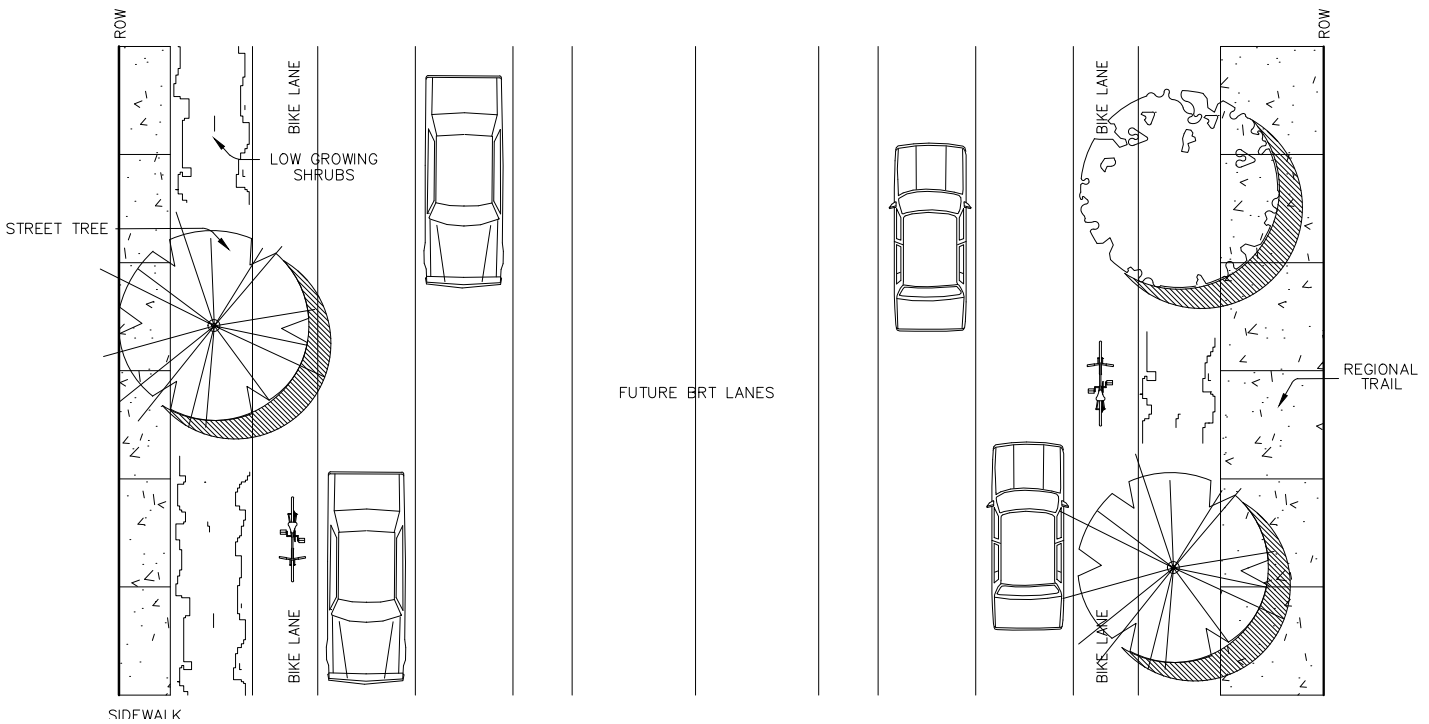 ROW
ROW
BIKE LANE
BIKE LANE
LOW GROWING
SHRUBS
STREET TREE
FUTURE BRT LANES
REGIONAL
TRAIL
BIKE LANE
BIKE LANE
SIDEWALK